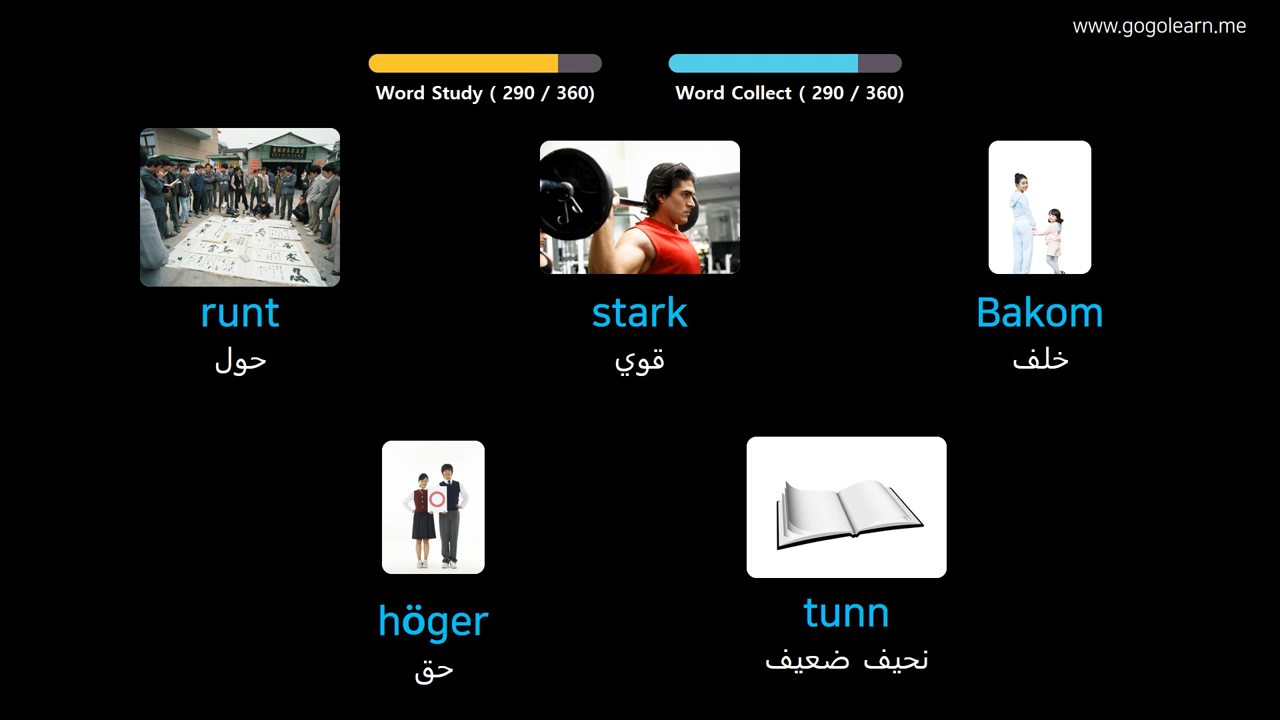 www.gogolearn.me
Word Study ( 290 / 360)
Word Collect ( 290 / 360)
runt
stark
Bakom
حول
قوي
خلف
höger
tunn
حق
نحيف ضعيف